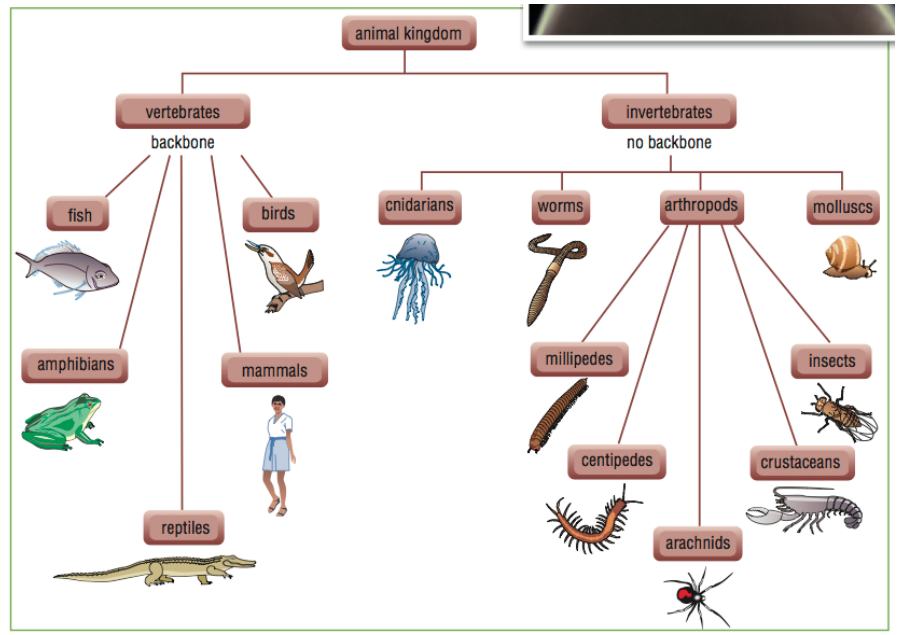 animal kingdom
vertebrates
invertebrates
backbone
no backbone
fish
birds
cnidarians
worms
arthropods
molluscs
amphibians
mammals
millipedes
insects
centipedes
crustaceans
reptiles
arachnids